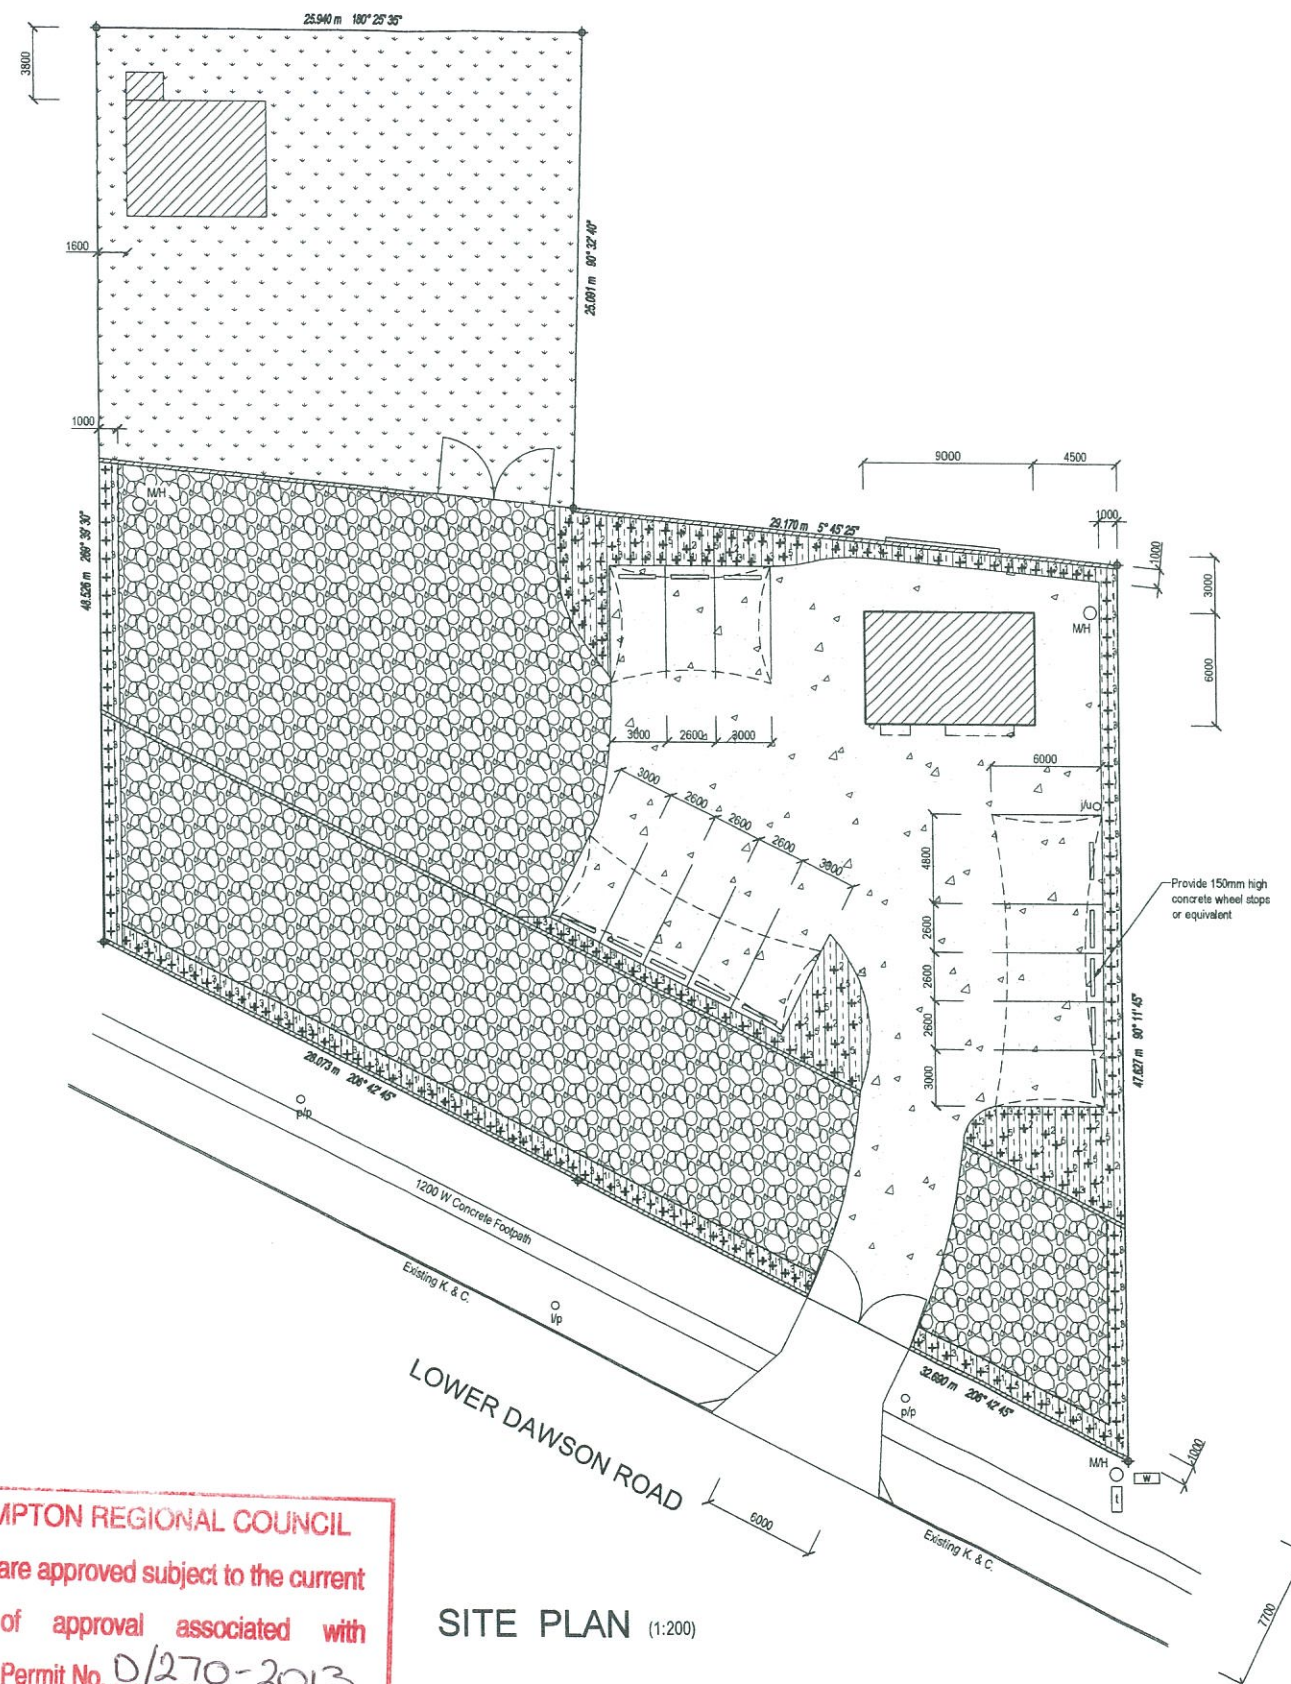 25.940 m 180° 25' 35"
3800
1600
25.091 m 90° 32' 40"
1000
M/H
48.526 m 269° 39' 30"
9000
4500
1000
29.170 m 5° 45' 25"
1000
3000
M/H
6000
3000
2600
3000
6000
j/u
3000
2600
2600
2600
3000
4800
2600
2600
2600
3000
Provide 150mm high
concrete wheel stops
or equivalent
47.627 m 90° 11' 45"
28.073 m 206° 42' 45"
p/p
1200 W Concrete Footpath
Existing K. & C.
l/p
32.690 m 206° 42' 45"
p/p
M/H
W
t
1000
LOWER DAWSON ROAD
6000
Existing K. & C.
7700
SITE PLAN (1:200)
MPTON REGIONAL COUNCIL
are approved subject to the current
of approval associated with
Permit No. D/270-2013